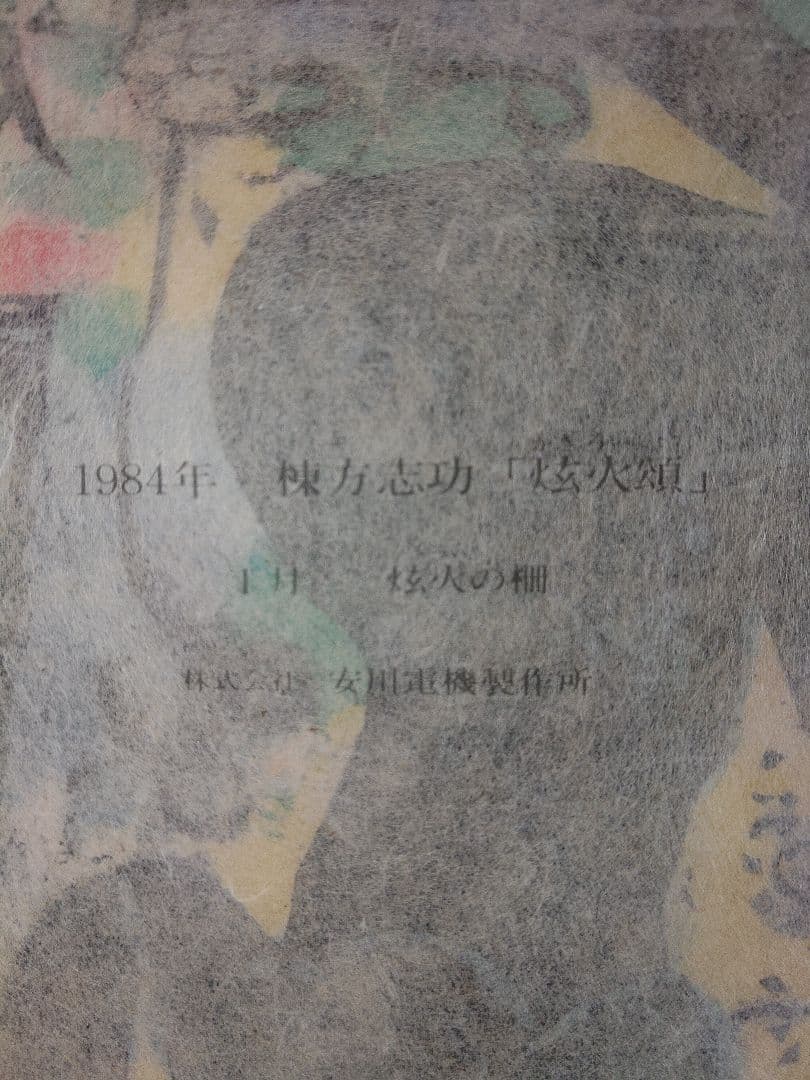 1984年 棟方志功「炫火頌」
1月 炫火の柵
株式会社 安川電機製作所